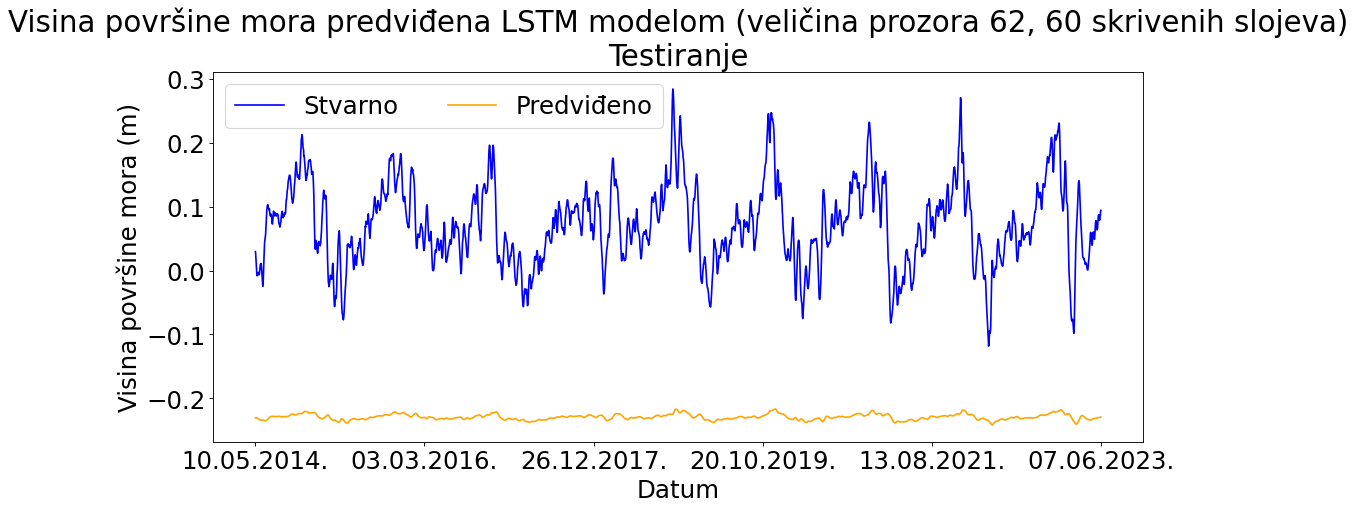 Visina površine mora predviđena LSTM modelom (veličina prozora 62, 60 skrivenih slojeva)
Testiranje
Stvarno Predviđeno
Visina površine mora (m)
0.3
0.2
0.1
0.0
−0.1
−0.2
10.05.2014. 03.03.2016. 26.12.2017. 20.10.2019. 13.08.2021. 07.06.2023.
Datum